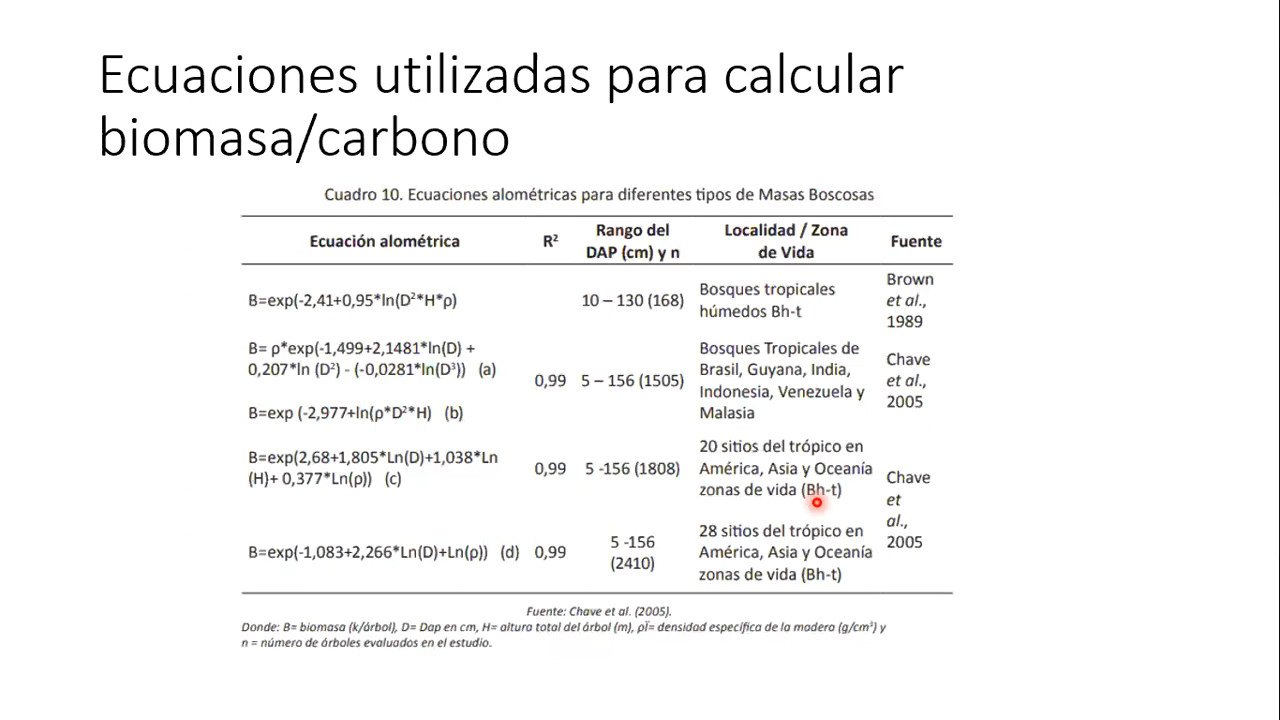 Ecuaciones utilizadas para calcular
biomasa/carbono
Cuadro 10. Ecuaciones alométricas para diferentes tipos de Masas Boscosas
Ecuación alométrica R² Rango del DAP (cm) y n Localidad / Zona de Vida Fuente
B=exp(-2,41+0,95*ln(D²*H*ρ) 10 – 130 (168) Bosques tropicales húmedos Bh-t Brown et al., 1989
B= ρ*exp(-1,499+2,1481*ln(D) +
0,207*ln (D²) - (-0,0281*ln(D³)) (a)
B=exp (-2,977+ln(ρ*D²*H) (b)
0,99 5 – 156 (1505)
Bosques Tropicales de
Brasil, Guyana, India,
Indonesia, Venezuela y
Malasia
Chave
et al.,
2005
B=exp(2,68+1,805*Ln(D)+1,038*Ln
(H)+ 0,377*Ln(ρ)) (c)
0,99 5 -156 (1808)
20 sitios del trópico en
América, Asia y Oceanía
zonas de vida (Bh-t)
Chave
et
al.,
2005
B=exp(-1,083+2,266*Ln(D)+Ln(ρ)) (d) 0,99
5 -156
(2410)
28 sitios del trópico en
América, Asia y Oceanía
zonas de vida (Bh-t)
Fuente: Chave et al. (2005).
Donde: B= biomasa (k/árbol), D= Dap en cm, H= altura total del árbol (m), ρÏ= densidad específica de la madera (g/cm³) y
n = número de árboles evaluados en el estudio.